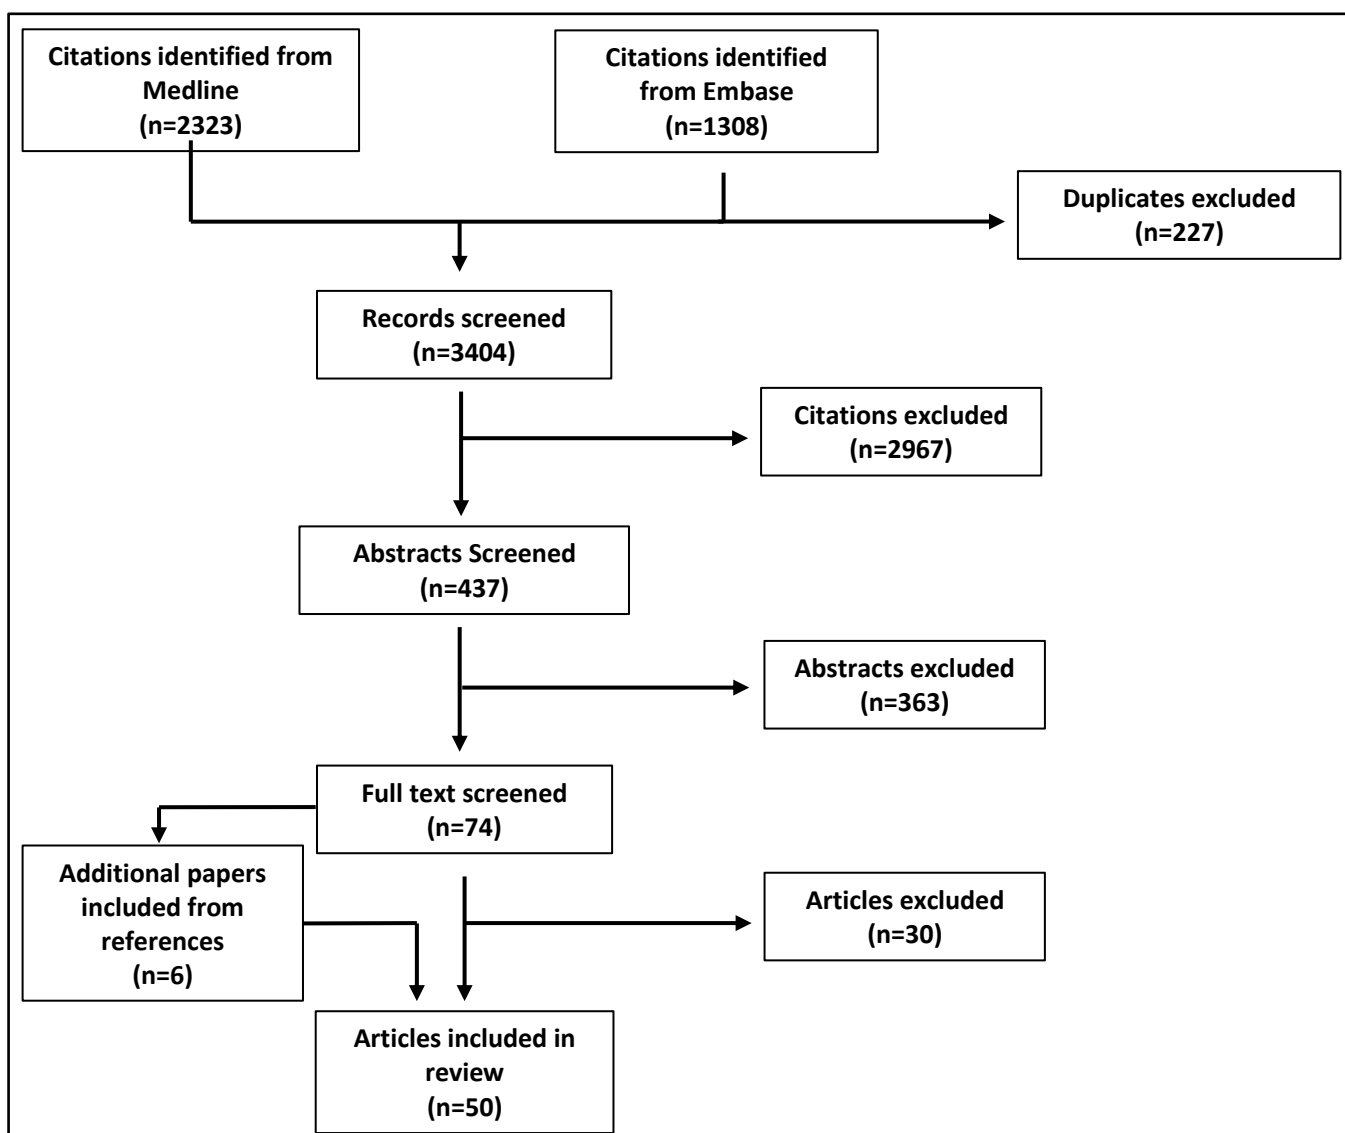 Citations identified from
Medline
(n=2323)
Citations identified
from Embase
(n=1308)
Duplicates excluded
(n=227)
Records screened
(n=3404)
Citations excluded
(n=2967)
Abstracts Screened
(n=437)
Abstracts excluded
(n=363)
Full text screened
(n=74)
Additional papers
included from
references
(n=6)
Articles excluded
(n=30)
Articles included in
review
(n=50)